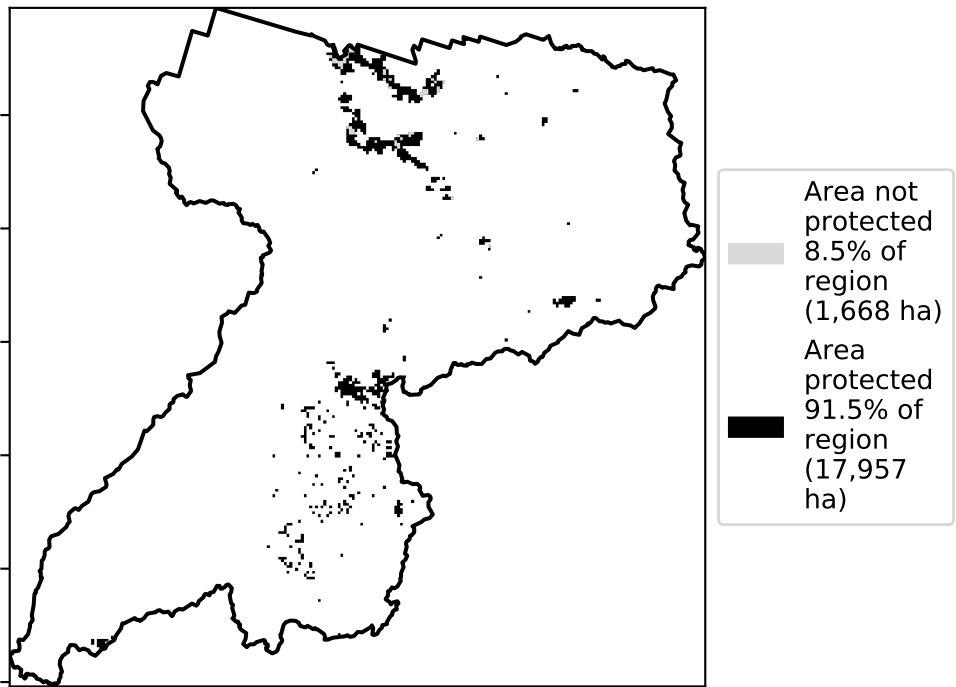 Area not
protected
8.5% of
region
(1,668 ha)
Area
protected
91.5% of
region
(17,957
ha)